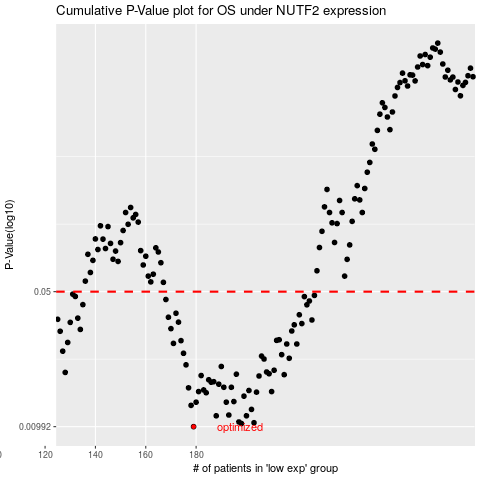 Cumulative P-Value plot for OS under NUTF2 expression
P-Value(log10)
0.05
0.00992
optimized
0 120 140 160 180
# of patients in 'low exp' group